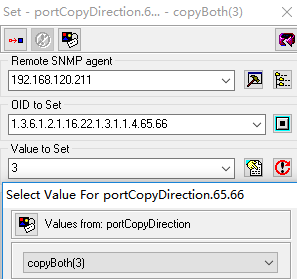 Set - portCopyDirection.6... - copyBoth(3)
Remote SNMP agent
192.168.120.211
OID to Set
1.3.6.1.2.1.16.22.1.3.1.1.4.65.66
Value to Set
3
Select Value For portCopyDirection.65.66
Values from: portCopyDirection
copyBoth(3)